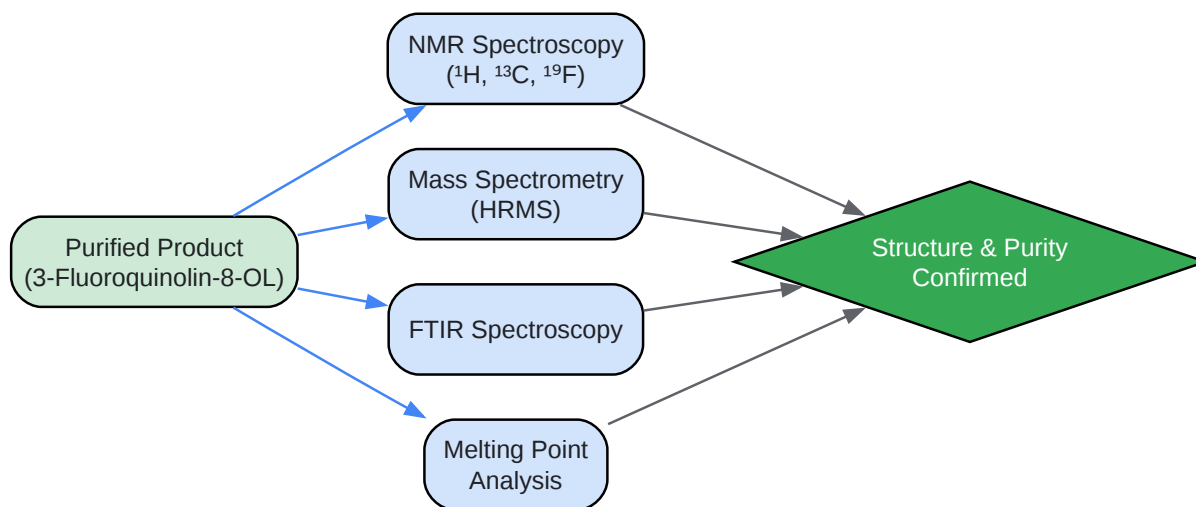 NMR Spectroscopy
(¹H, ¹³C, ¹⁹F)
Mass Spectrometry
(HRMS)
Purified Product
(3-Fluoroquinolin-8-OL)
Structure & Purity
Confirmed
FTIR Spectroscopy
Melting Point
Analysis